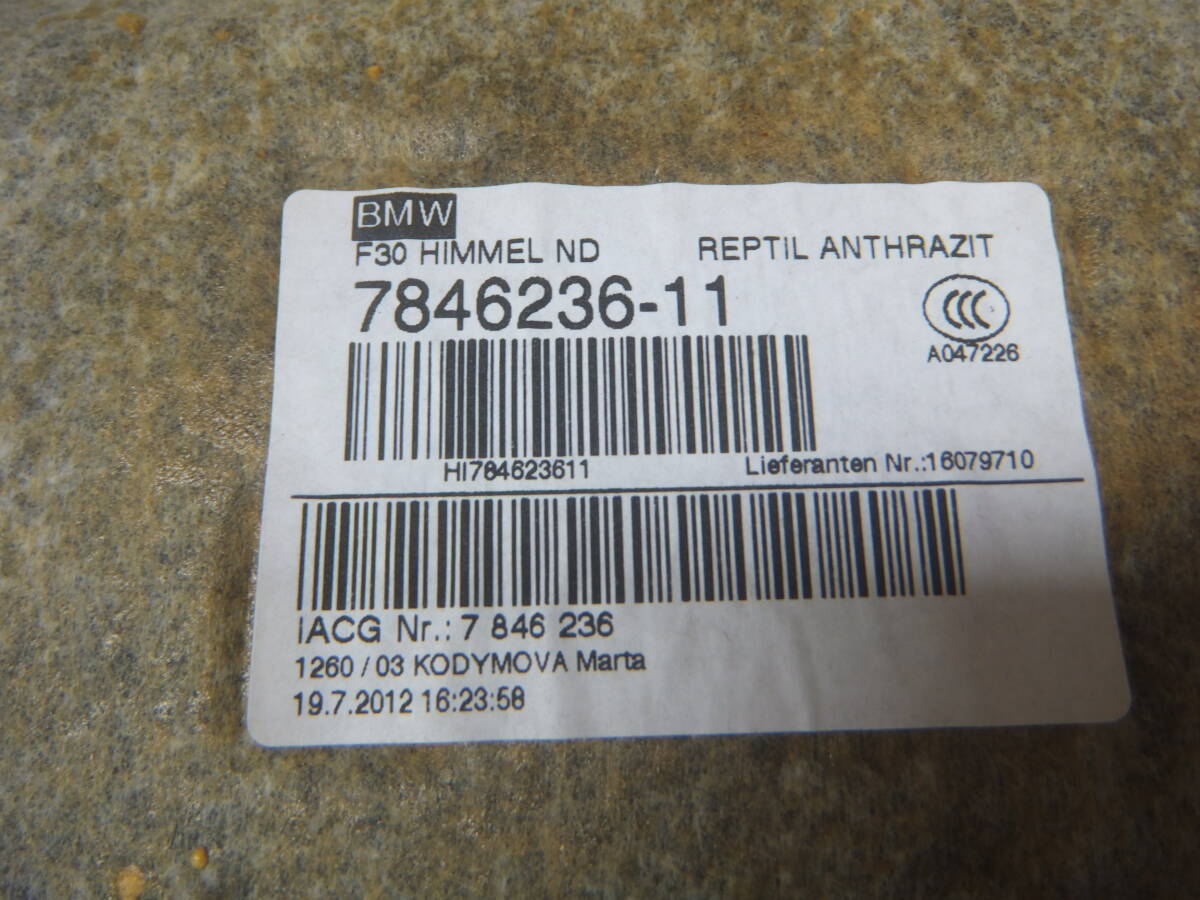 BMW
F30 HIMMEL ND REPTIL ANTHRAZIT
7846236-11
CCC
A047226
HI784623611 Lieferanten Nr.:16079710
IACG Nr.: 7 846 236
1260 / 03 KODYMOVA Marta
19.7.2012 16:23:58